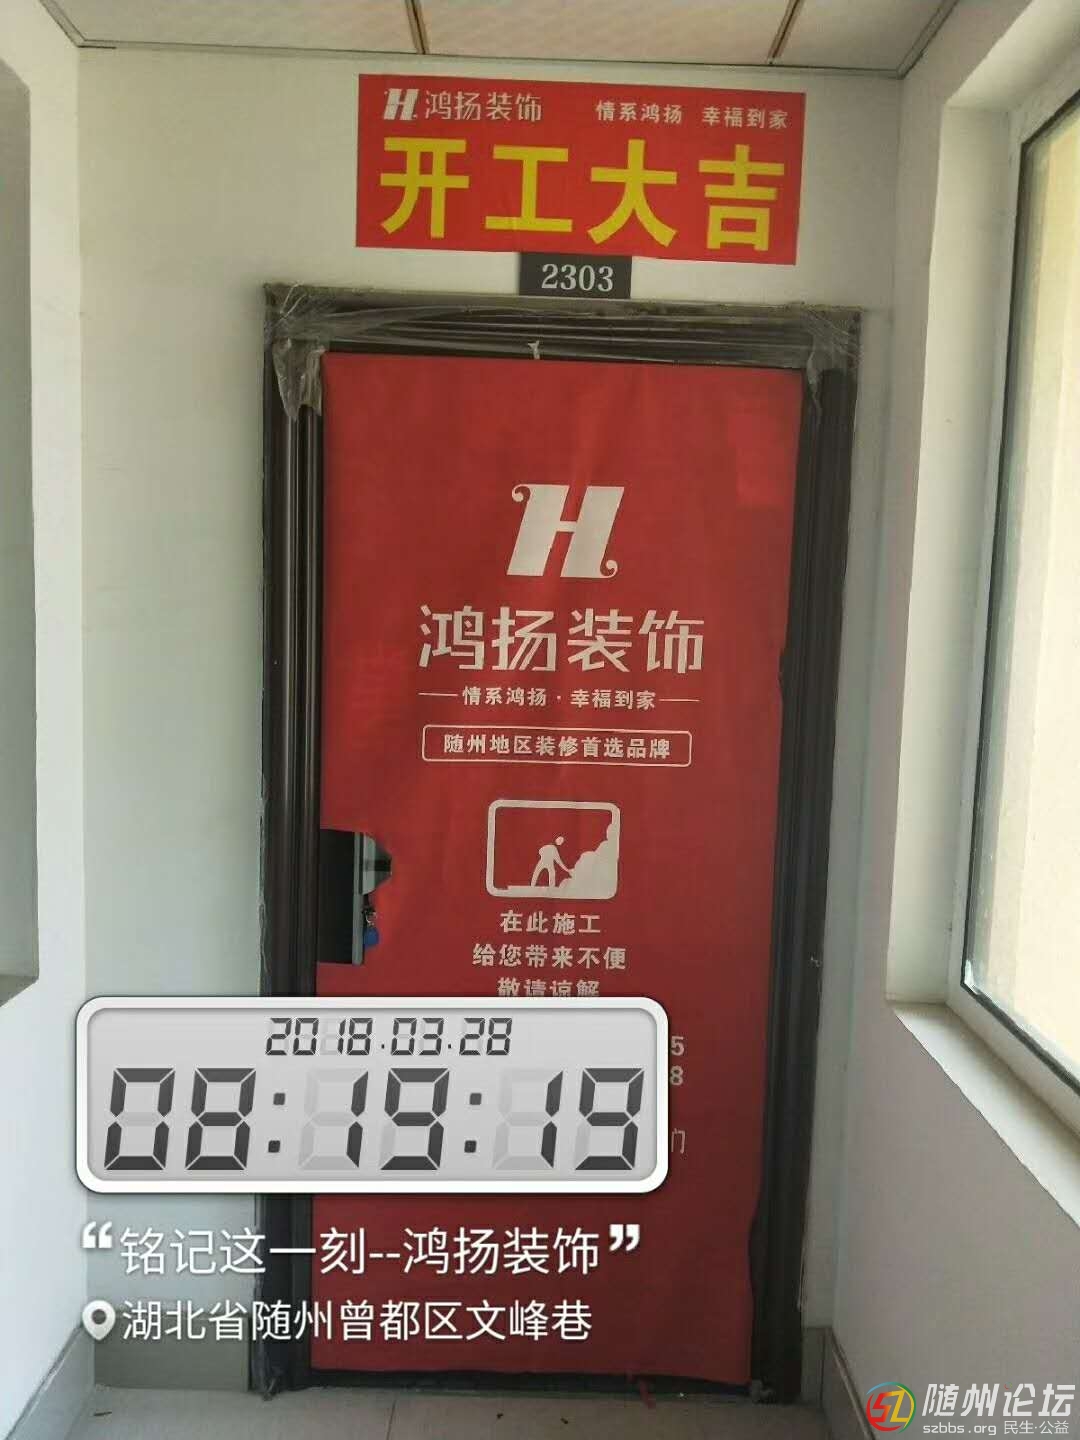 鸿扬装饰 情系鸿扬 幸福到家
开工大吉
2303
H
鸿扬装饰
情系鸿扬·幸福到家
随州地区装修首选品牌
在此施工
给您带来不便
敬请谅解
5
8
门
2018.03.28
08:19:19
“铭记这一刻--鸿扬装饰”
湖北省随州曾都区文峰巷
随州论坛
szbbs.org 民生·公益